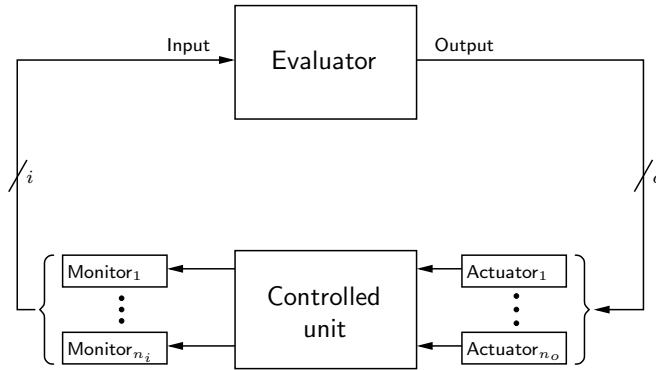 Input
Evaluator
Output
i
Monitor₁
Controlled
unit
Actuator₁
Monitorₙᵢ
Actuatorₙₒ